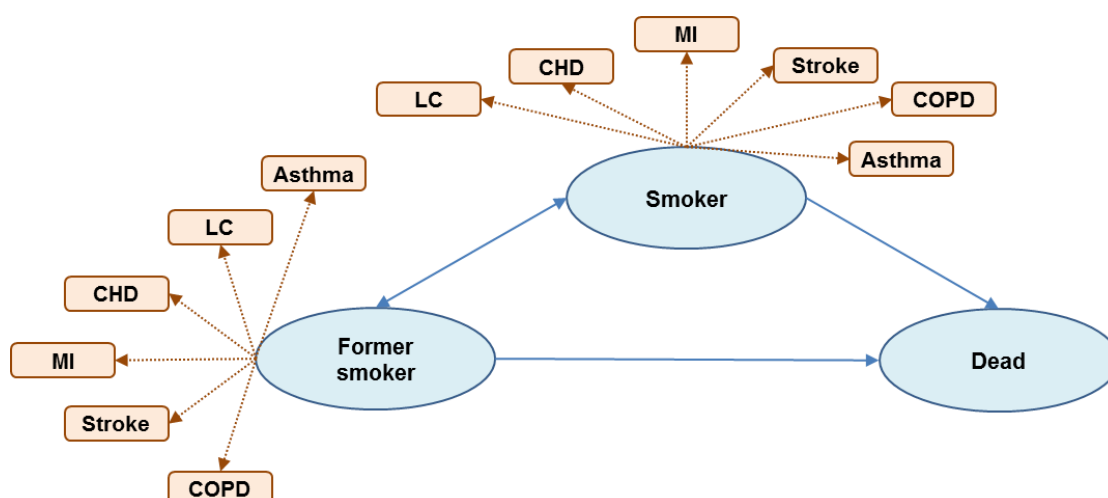 MI
Stroke
CHD
COPD
LC
Asthma
Smoker
Asthma
LC
CHD
MI
Stroke
COPD
Former
smoker
Dead